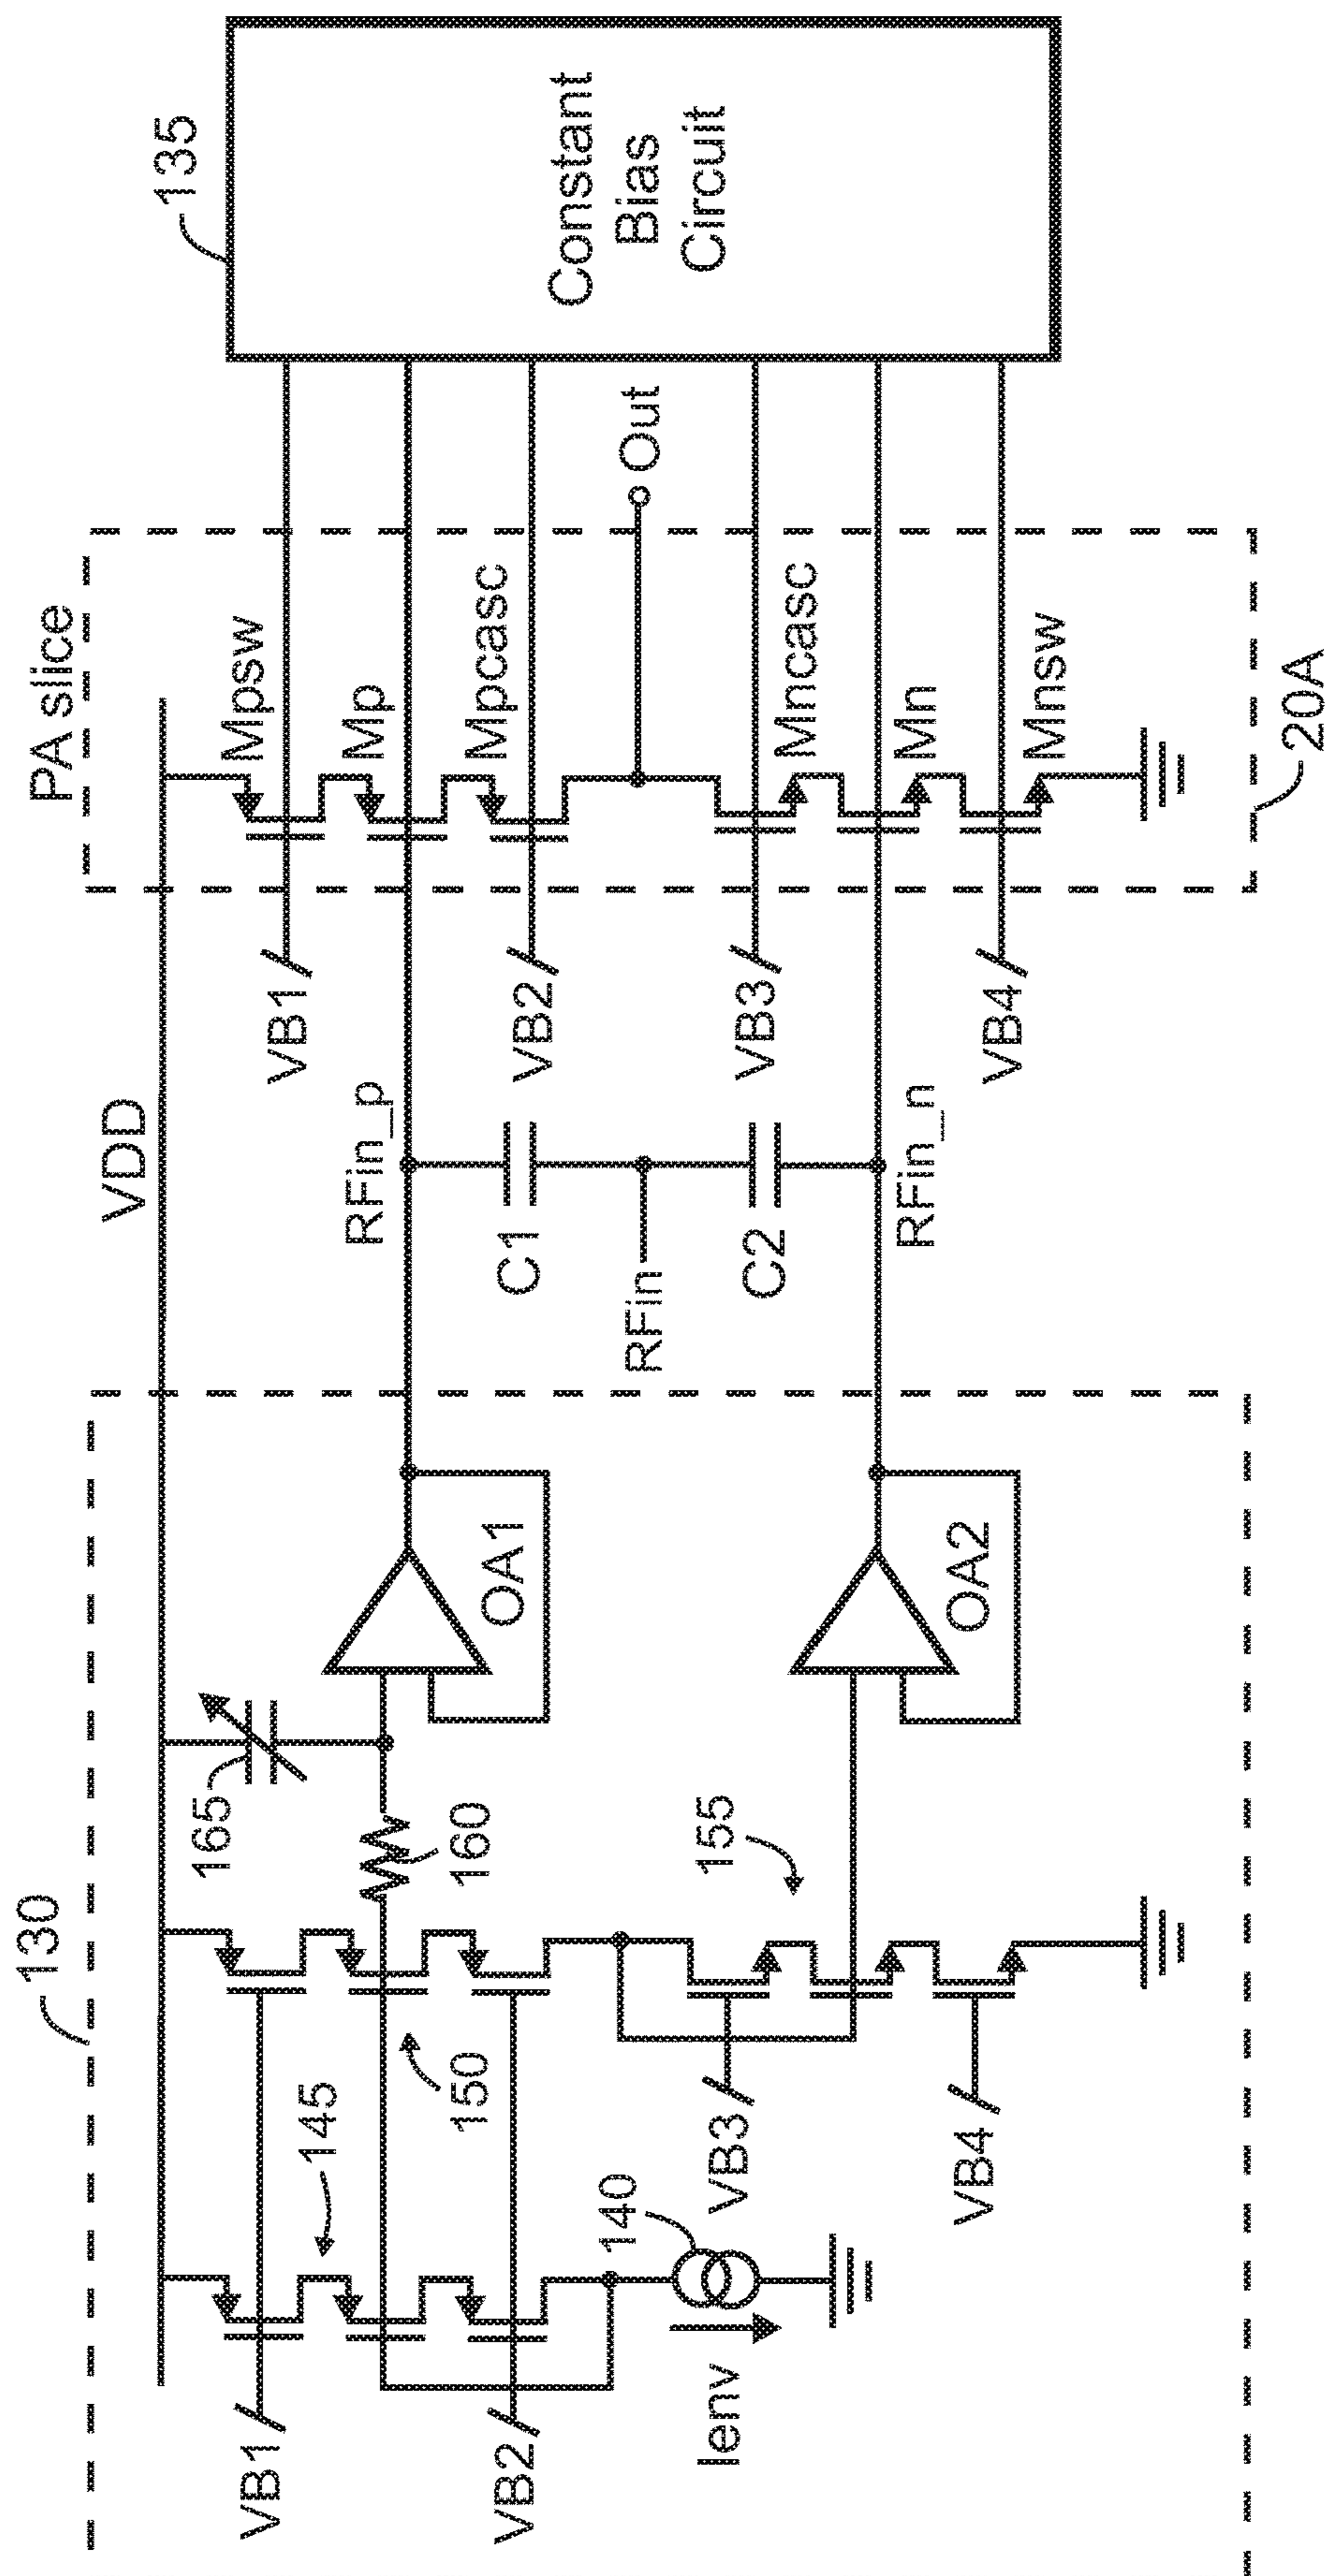 130
VDD
PA slice
135
165
OA1
RFin_p
VB1
Mpsw
Mp
VB2
Mpcasc
Out
Constant
Bias
Circuit
VB1
145
150
160
C1
RFin
C2
VB2
140
Ienv
155
VB3
VB4
OA2
RFin_n
VB3
Mncasc
Mn
VB4
Mnsw
20A